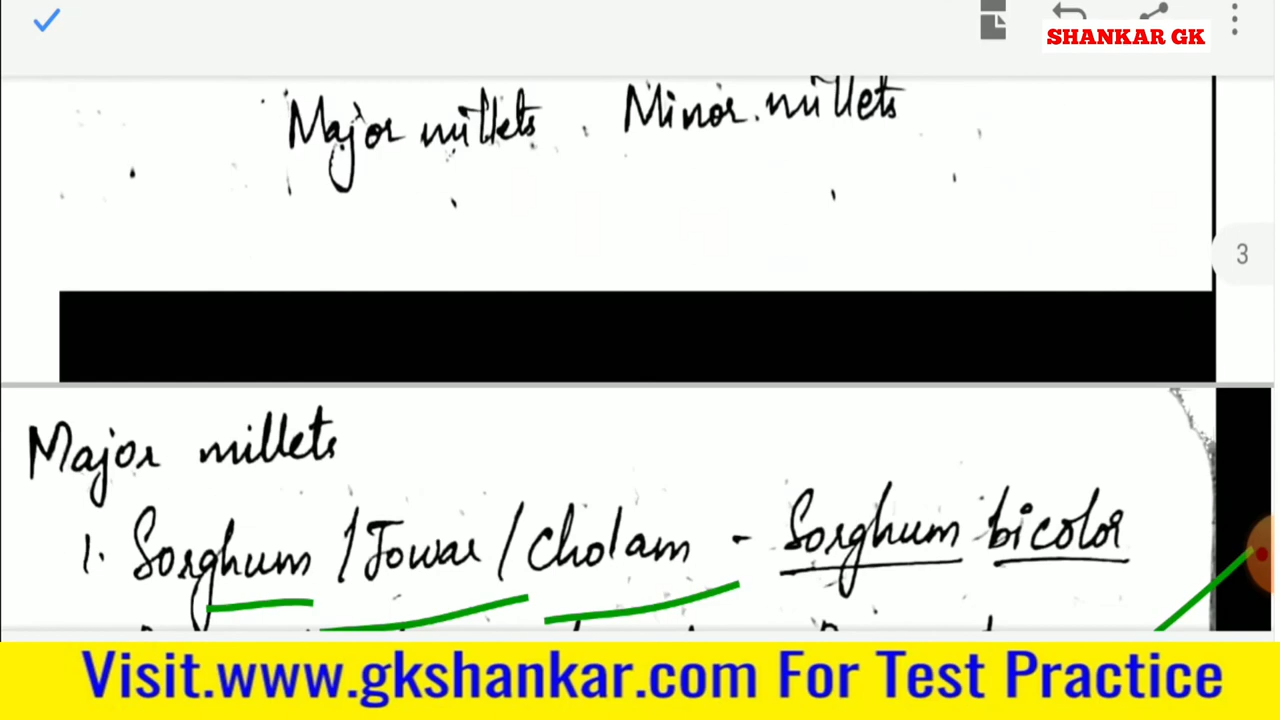 SHANKAR GK
Major millets Minor millets
3
Major millets
1. Sorghum / Jowar / Cholam - Sorghum bicolor
Visit.www.gkshankar.com For Test Practice